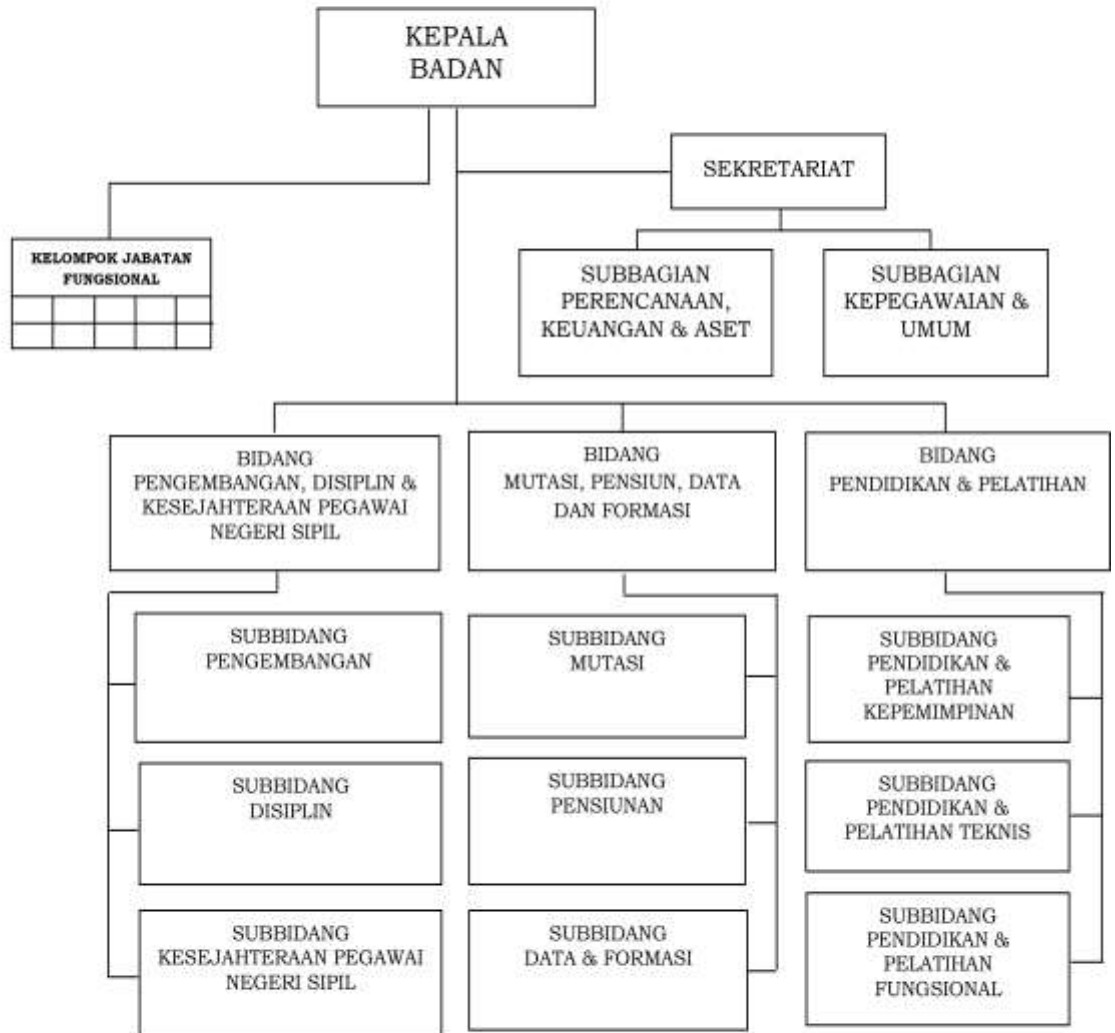 KEPALA
BADAN
SEKRETARIAT
KELOMPOK JABATAN
FUNGSIONAL
SUBBAGIAN
PERENCANAAN,
KEUANGAN & ASET
SUBBAGIAN
KEPEGAWAIAN &
UMUM
BIDANG
PENGEMBANGAN, DISIPLIN &
KESEJAHTERAAN PEGAWAI
NEGERI SIPIL
BIDANG
MUTASI, PENSIUN, DATA
DAN FORMASI
BIDANG
PENDIDIKAN & PELATIHAN
SUBBIDANG
PENGEMBANGAN
SUBBIDANG
MUTASI
SUBBIDANG
PENDIDIKAN &
PELATIHAN
KEPEMIMPINAN
SUBBIDANG
DISIPLIN
SUBBIDANG
PENSIUNAN
SUBBIDANG
PENDIDIKAN &
PELATIHAN TEKNIS
SUBBIDANG
KESEJAHTERAAN PEGAWAI
NEGERI SIPIL
SUBBIDANG
DATA & FORMASI
SUBBIDANG
PENDIDIKAN &
PELATIHAN
FUNGSIONAL